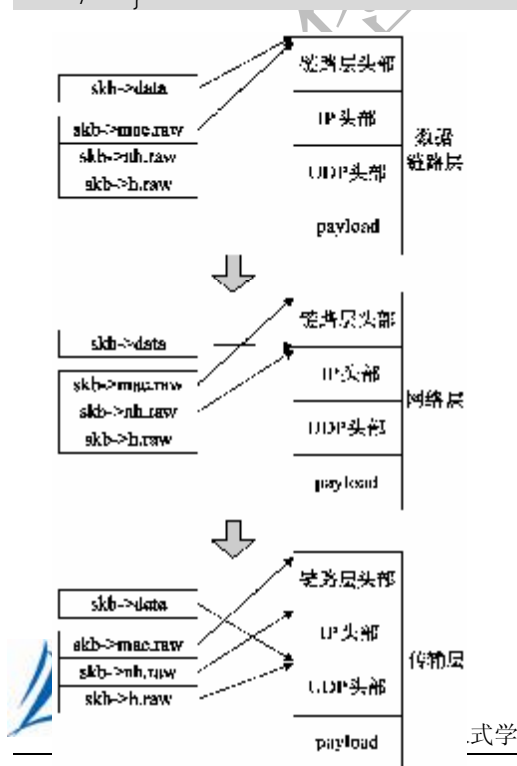 链路层头部
skb->data
IP头部
skb->mac.raw
数据
链路层
skb->nh.raw
UDP头部
skb->h.raw
payload
链路层头部
skb->data
IP头部
skb->mac.raw
网络层
skb->nh.raw
UDP头部
skb->h.raw
payload
链路层头部
skb->data
IP头部
skb->mac.raw
传输层
skb->nh.raw
UDP头部
skb->h.raw
payload
式学